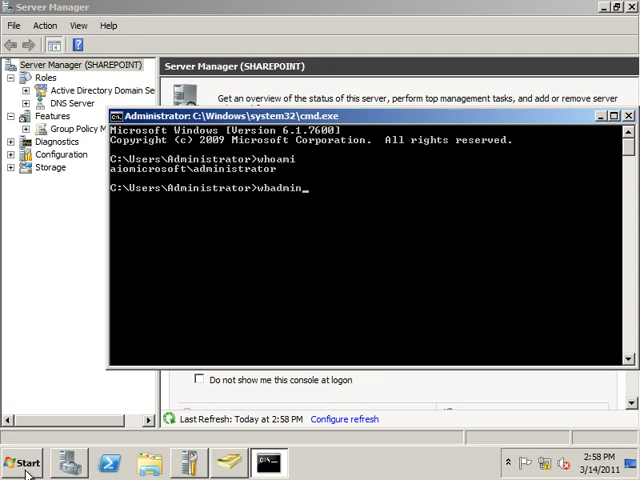 Server Manager
File Action View Help
Server Manager (SHAREPOINT)
Roles
Active Directory Domain Se
DNS Server
Features
Group Policy M
Diagnostics
Configuration
Storage
Server Manager (SHAREPOINT)
Get an overview of the status of this server, perform top management tasks, and add or remove server
Administrator: C:\Windows\system32\cmd.exe
Microsoft Windows [Version 6.1.7600]
Copyright (c) 2009 Microsoft Corporation. All rights reserved.
C:\Users\Administrator>whoami
aiomicrosoft\administrator
C:\Users\Administrator>wbadmin_
Do not show me this console at logon
Last Refresh: Today at 2:58 PM Configure refresh
Start
2:58 PM
3/14/2011